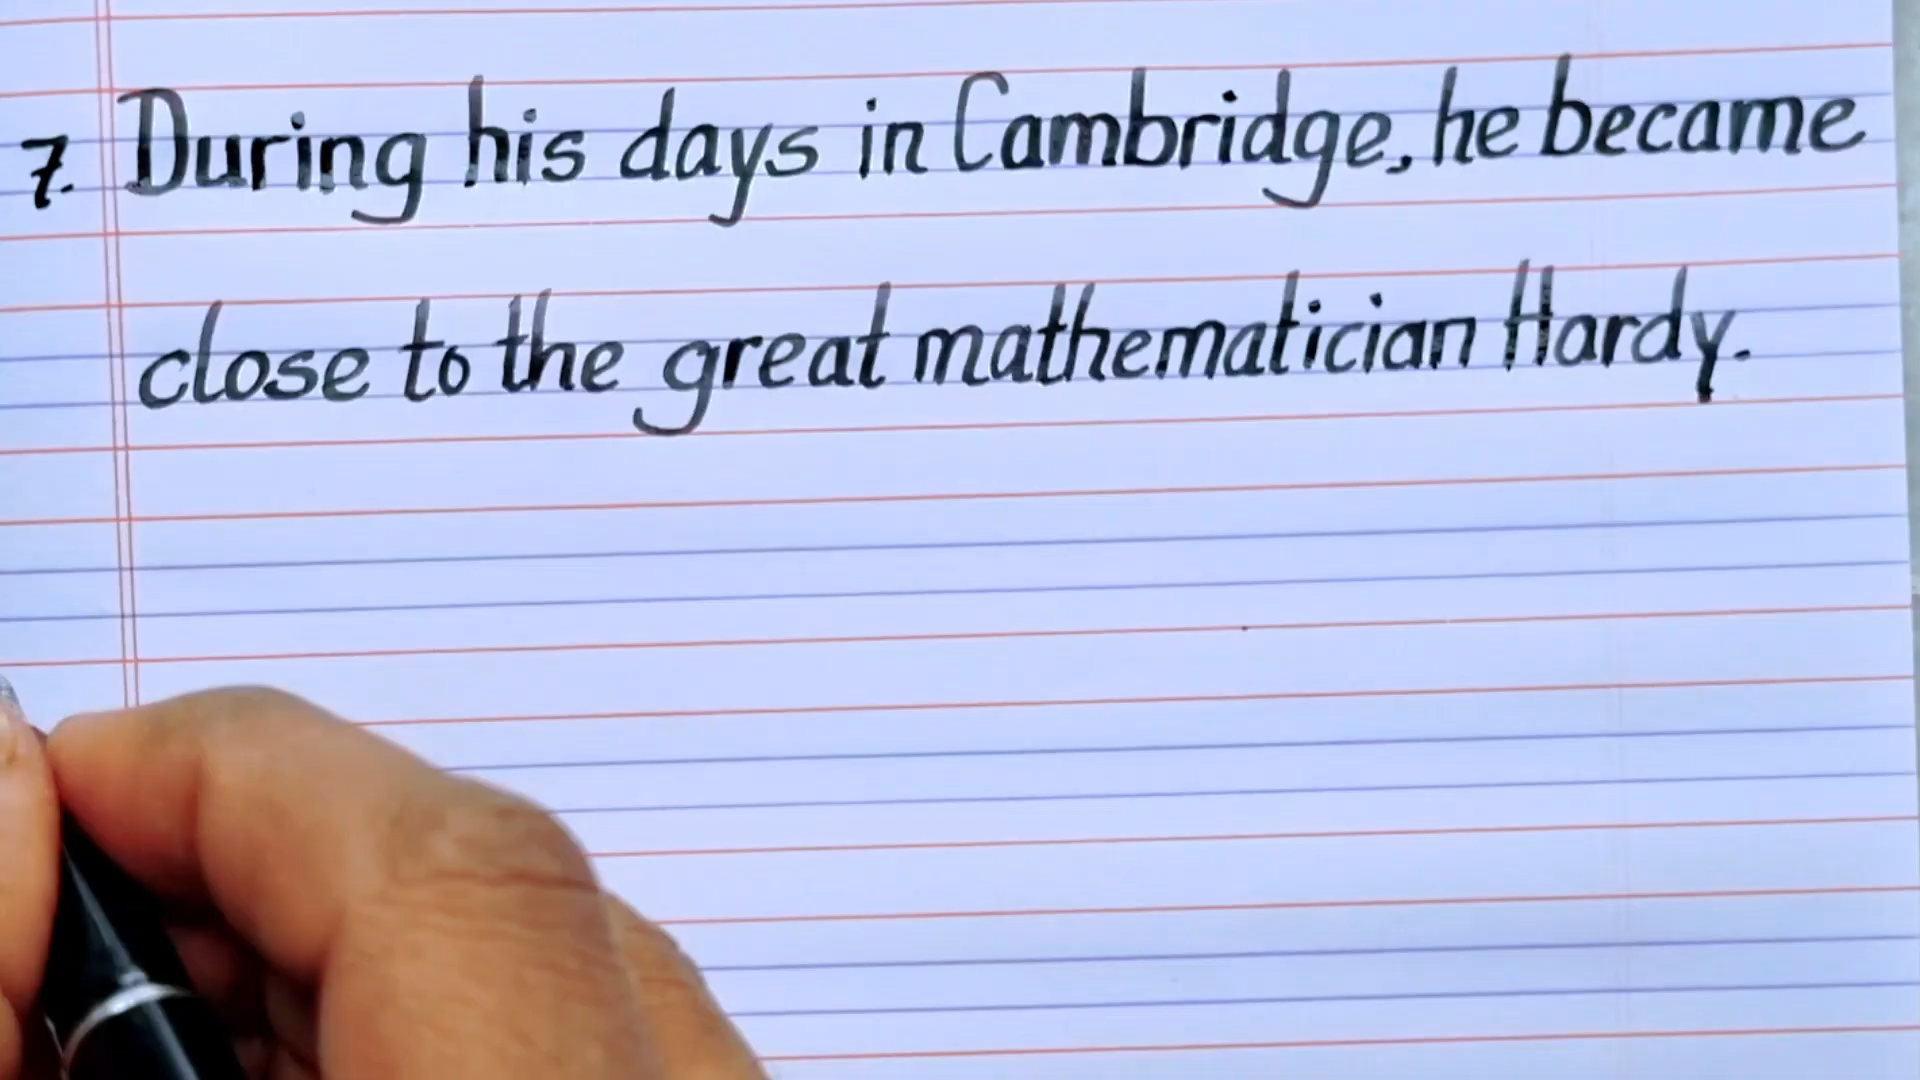 7. During his days in Cambridge, he became
close to the great mathematician Hardy.